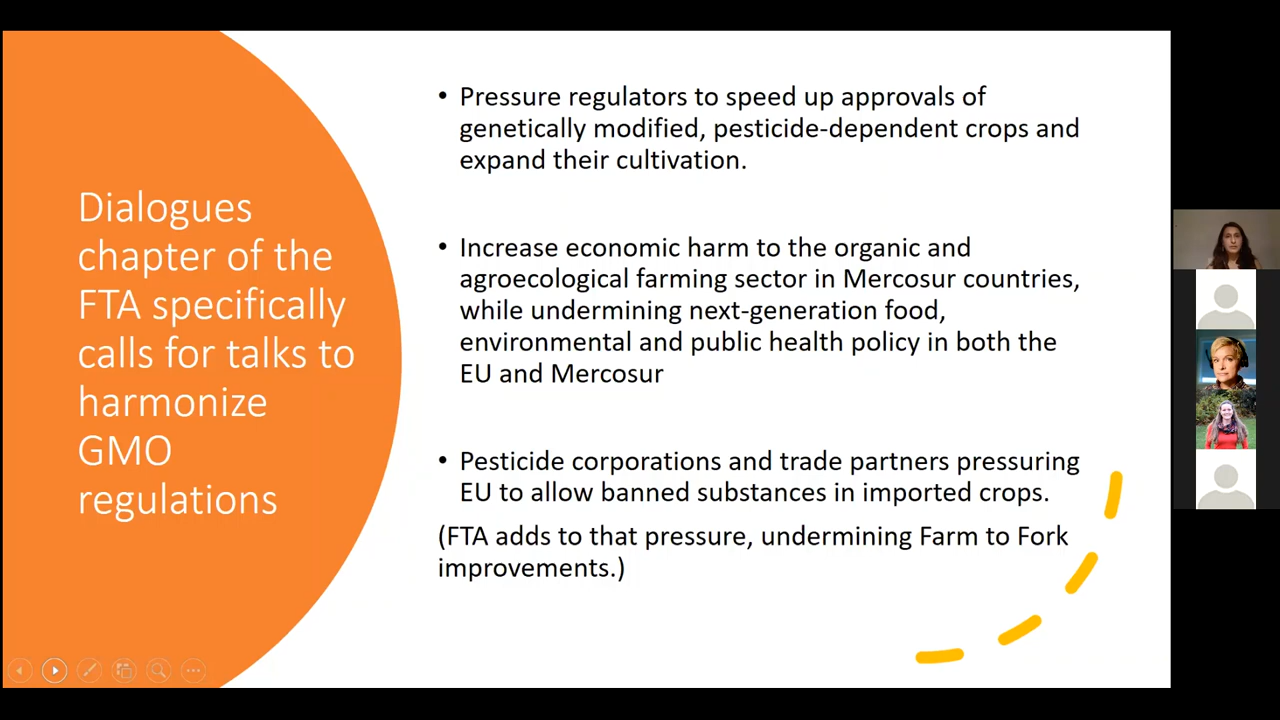 Dialogues
chapter of the
FTA specifically
calls for talks to
harmonize
GMO
regulations
• Pressure regulators to speed up approvals of
genetically modified, pesticide-dependent crops and
expand their cultivation.
• Increase economic harm to the organic and
agroecological farming sector in Mercosur countries,
while undermining next-generation food,
environmental and public health policy in both the
EU and Mercosur
• Pesticide corporations and trade partners pressuring
EU to allow banned substances in imported crops.
(FTA adds to that pressure, undermining Farm to Fork
improvements.)